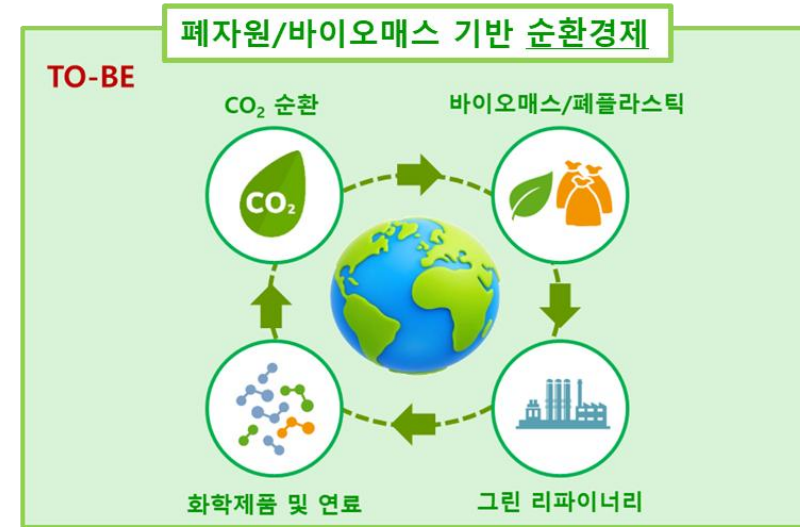 폐자원/바이오매스 기반 순환경제
TO-BE
CO₂ 순환
바이오매스/폐플라스틱
CO₂
화학제품 및 연료
그린 리파이너리